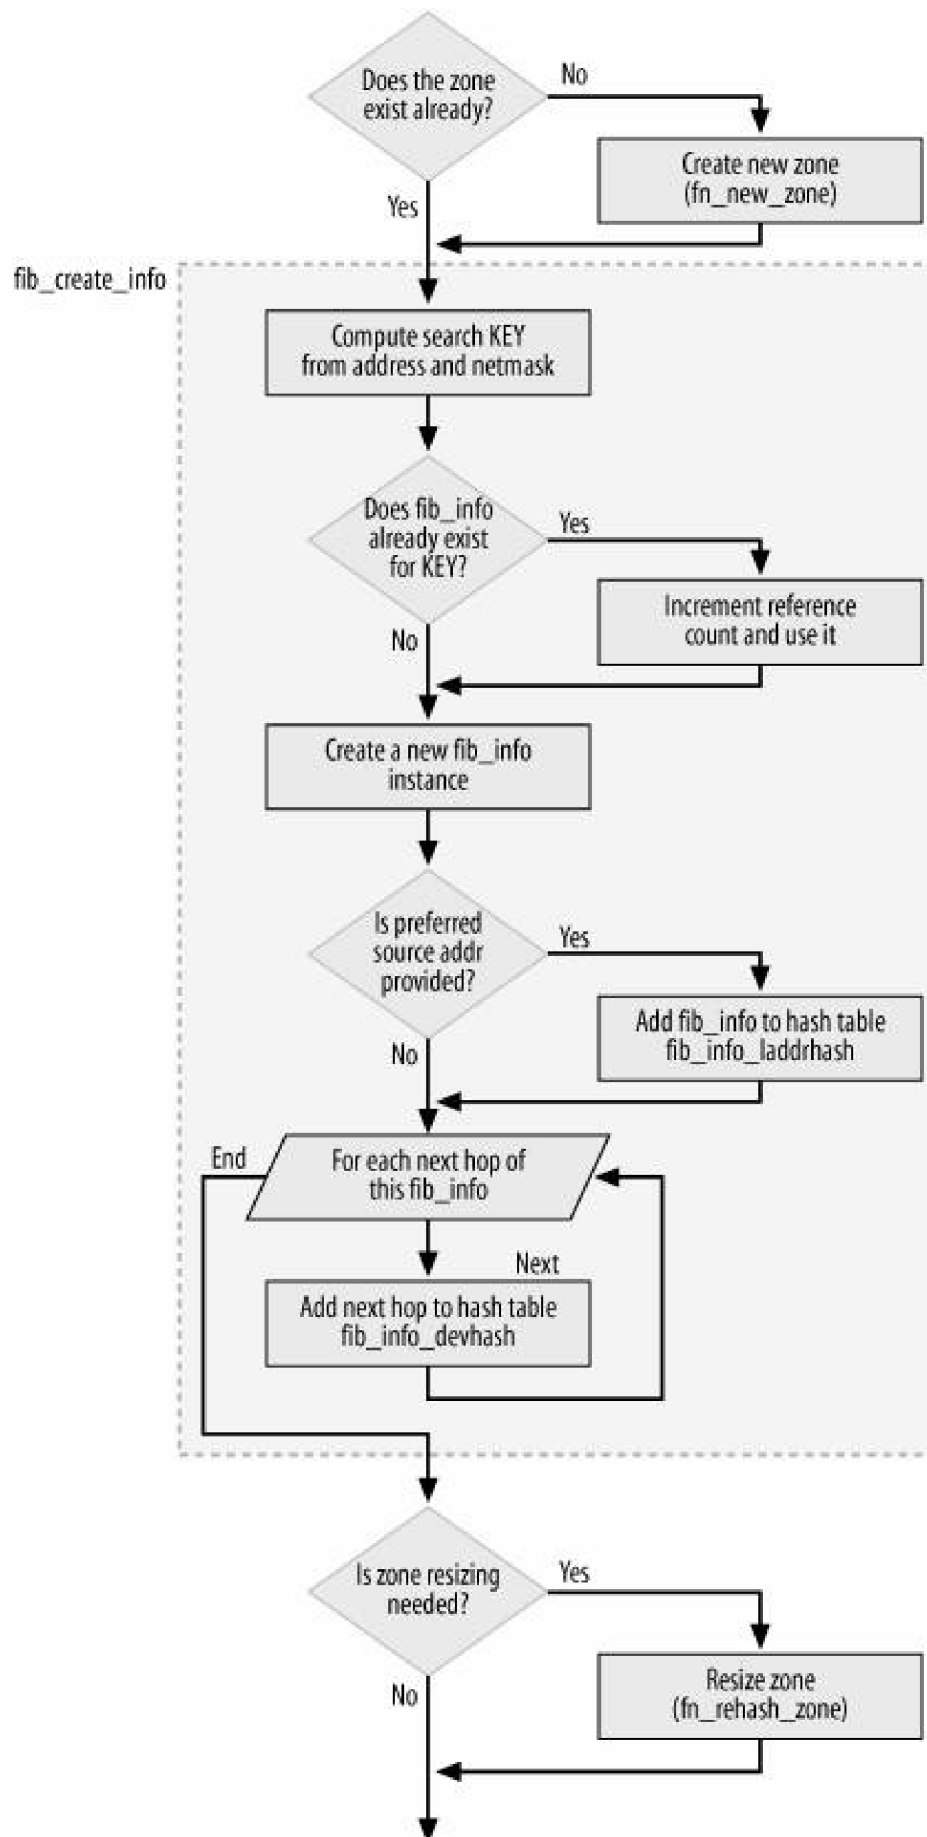 Does the zone
exist already?
No
Create new zone
(fn_new_zone)
Yes
fib_create_info
Compute search KEY
from address and netmask
Does fib_info
already exist
for KEY?
Yes
Increment reference
count and use it
No
Create a new fib_info
instance
Is preferred
source addr
provided?
Yes
Add fib_info to hash table
fib_info_laddrhash
No
End
For each next hop of
this fib_info
Next
Add next hop to hash table
fib_info_devhash
Is zone resizing
needed?
Yes
Resize zone
(fn_rehash_zone)
No